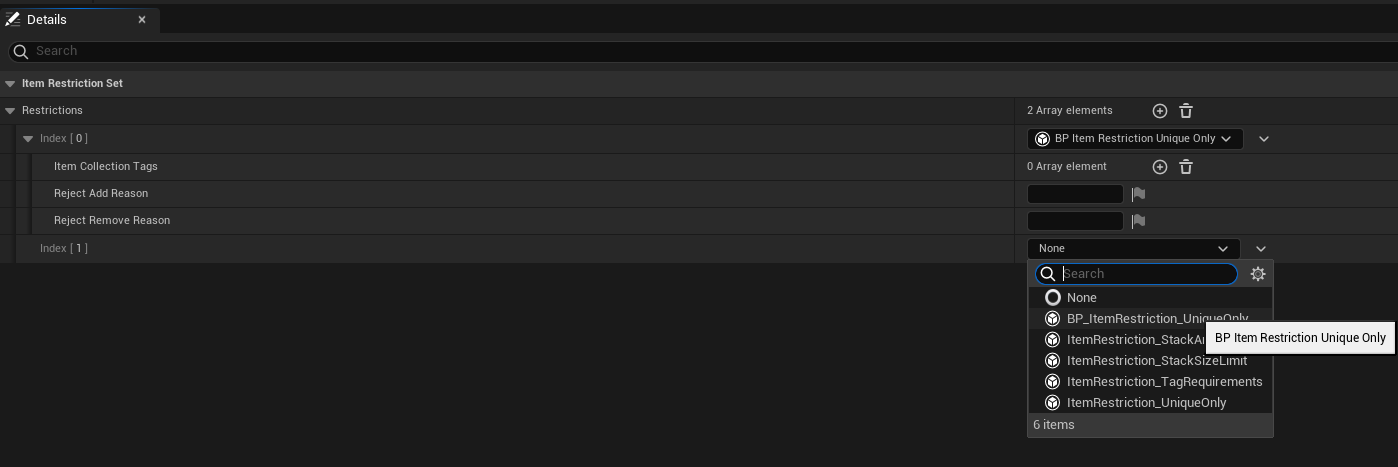 Details
Search
Item Restriction Set
Restrictions
2 Array elements
Index [ 0 ]
BP Item Restriction Unique Only
Item Collection Tags
0 Array element
Reject Add Reason
Reject Remove Reason
Index [ 1 ]
None
Search
None
BP_ItemRestriction_UniqueOnly
BP Item Restriction Unique Only
ItemRestriction_StackSizeLimit
ItemRestriction_TagRequirements
ItemRestriction_UniqueOnly
6 items